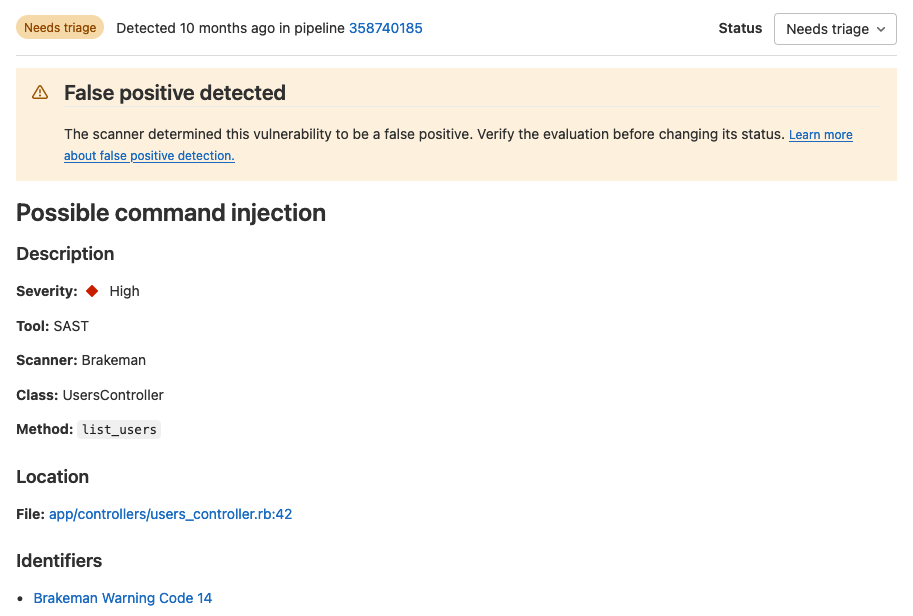 Needs triage Detected 10 months ago in pipeline 358740185 Status Needs triage
False positive detected
The scanner determined this vulnerability to be a false positive. Verify the evaluation before changing its status. Learn more
about false positive detection.
Possible command injection
Description
Severity: High
Tool: SAST
Scanner: Brakeman
Class: UsersController
Method: list_users
Location
File: app/controllers/users_controller.rb:42
Identifiers
• Brakeman Warning Code 14